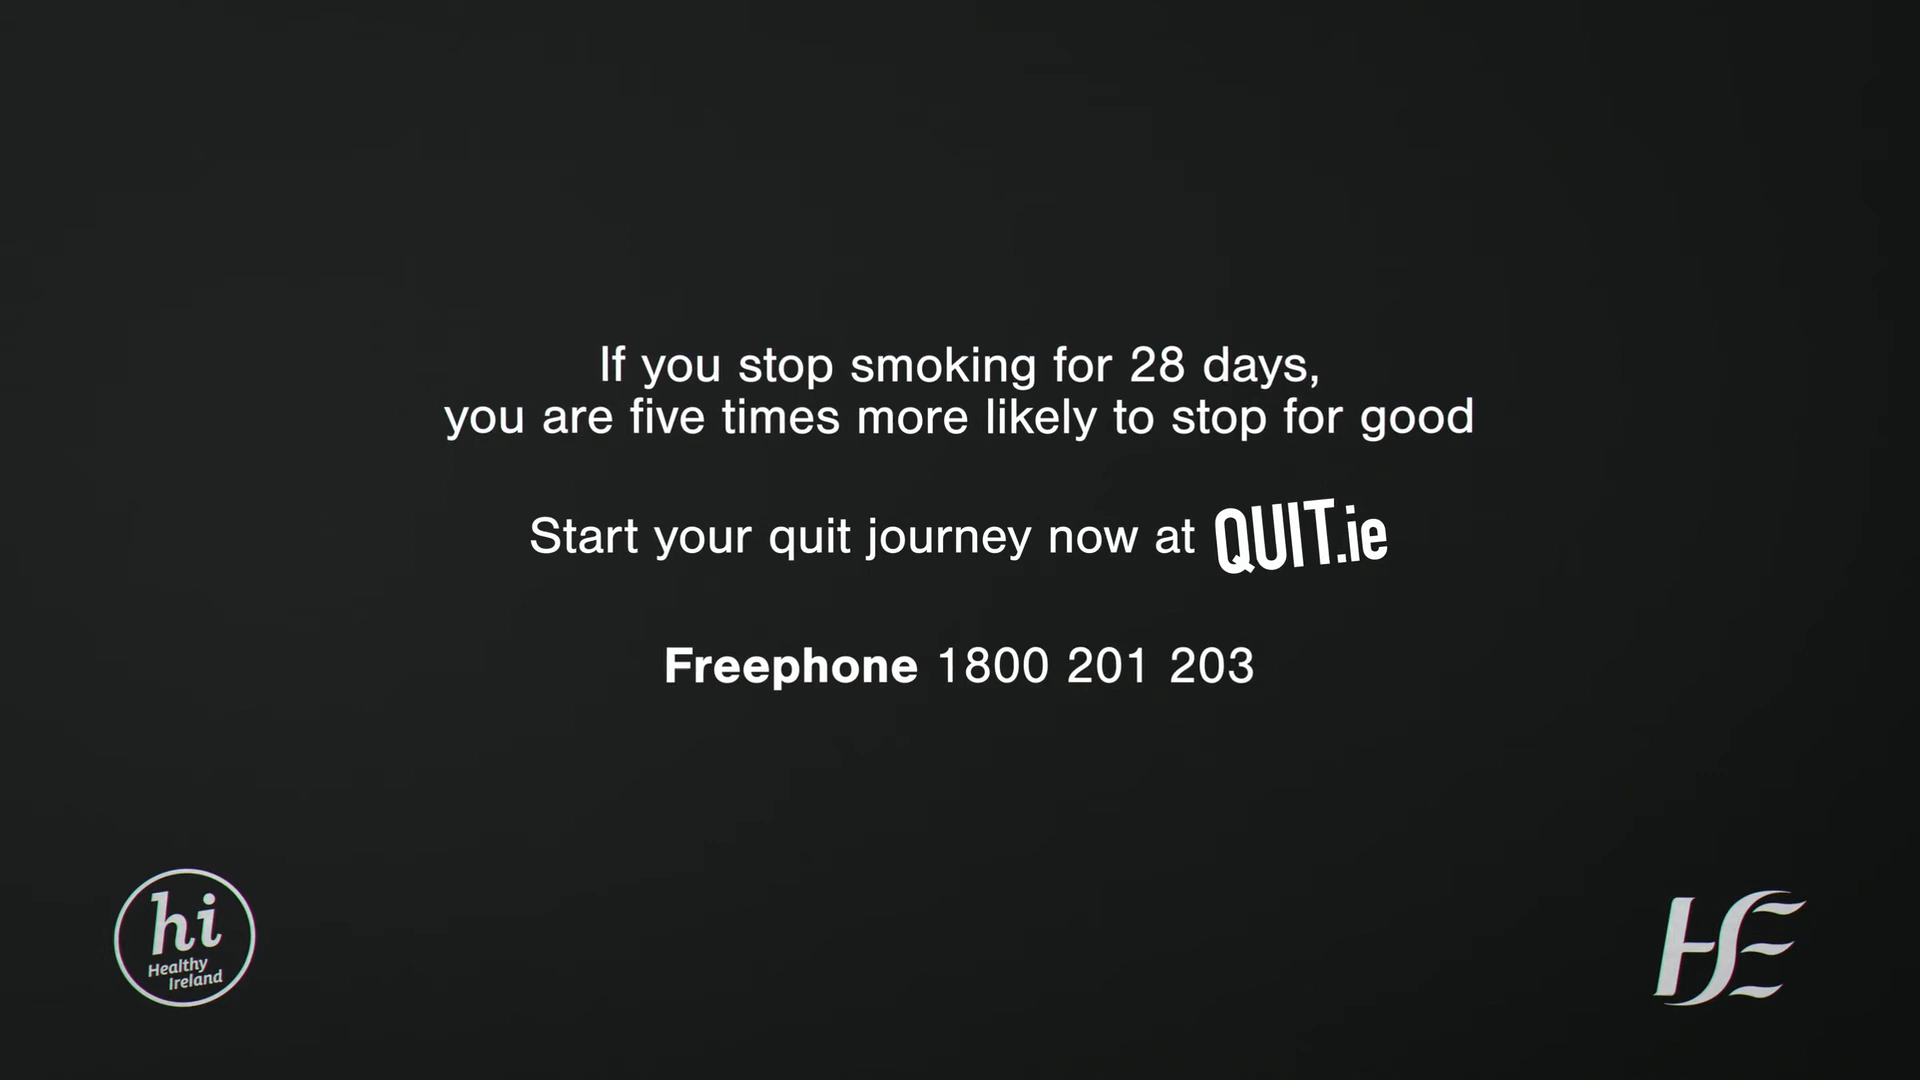 If you stop smoking for 28 days,
you are five times more likely to stop for good
Start your quit journey now at QUIT.ie
Freephone 1800 201 203
hi
Healthy
Ireland
HSE